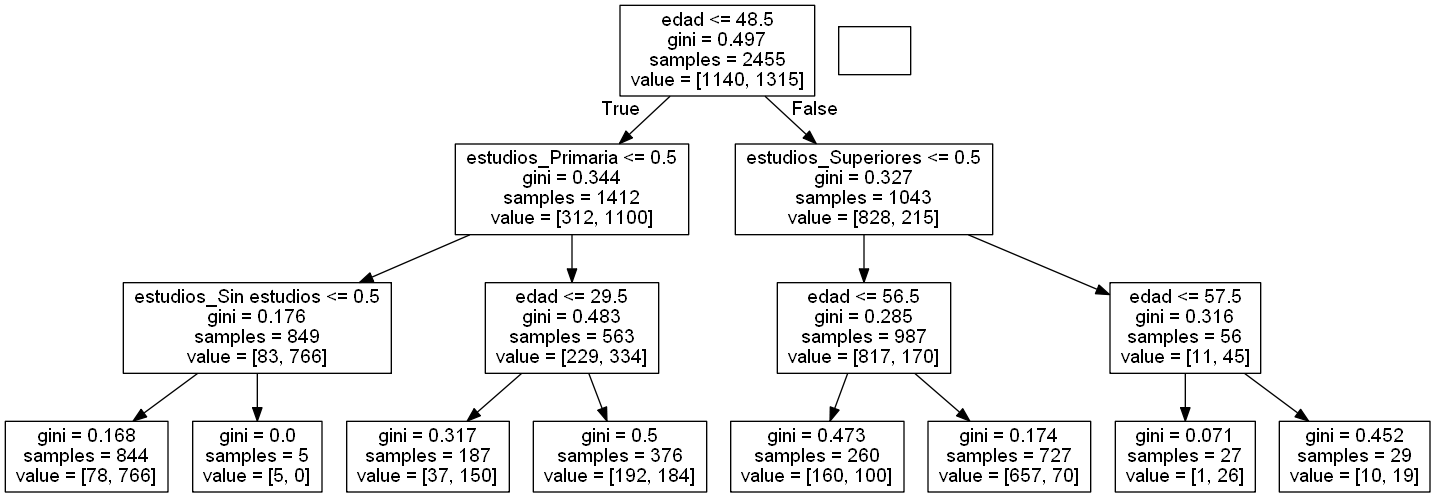 edad <= 48.5
gini = 0.497
samples = 2455
value = [1140, 1315]
True
False
estudios_Primaria <= 0.5
gini = 0.344
samples = 1412
value = [312, 1100]
estudios_Superiores <= 0.5
gini = 0.327
samples = 1043
value = [828, 215]
estudios_Sin estudios <= 0.5
gini = 0.176
samples = 849
value = [83, 766]
edad <= 29.5
gini = 0.483
samples = 563
value = [229, 334]
edad <= 56.5
gini = 0.285
samples = 987
value = [817, 170]
edad <= 57.5
gini = 0.316
samples = 56
value = [11, 45]
gini = 0.168
samples = 844
value = [78, 766]
gini = 0.0
samples = 5
value = [5, 0]
gini = 0.317
samples = 187
value = [37, 150]
gini = 0.5
samples = 376
value = [192, 184]
gini = 0.473
samples = 260
value = [160, 100]
gini = 0.174
samples = 727
value = [657, 70]
gini = 0.071
samples = 27
value = [1, 26]
gini = 0.452
samples = 29
value = [10, 19]